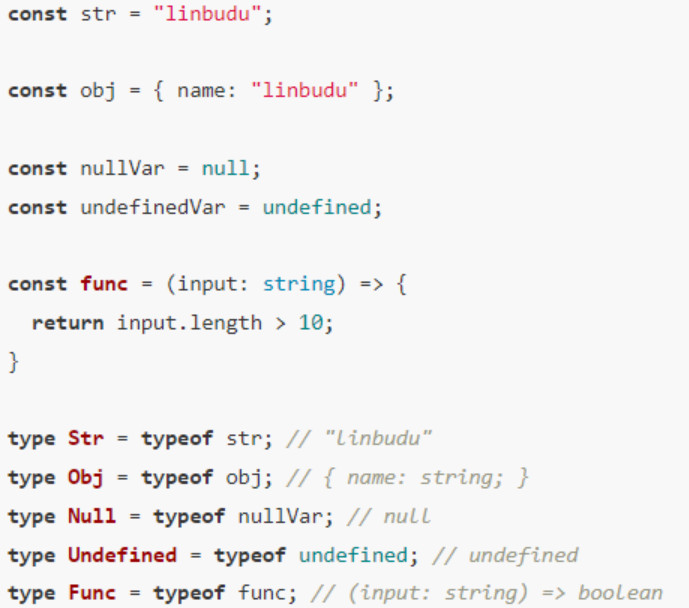 const str = "linbudu";
const obj = { name: "linbudu" };
const nullVar = null;
const undefinedVar = undefined;
const func = (input: string) => {
  return input.length > 10;
}
type Str = typeof str; // "linbudu"
type Obj = typeof obj; // { name: string; }
type Null = typeof nullVar; // null
type Undefined = typeof undefined; // undefined
type Func = typeof func; // (input: string) => boolean